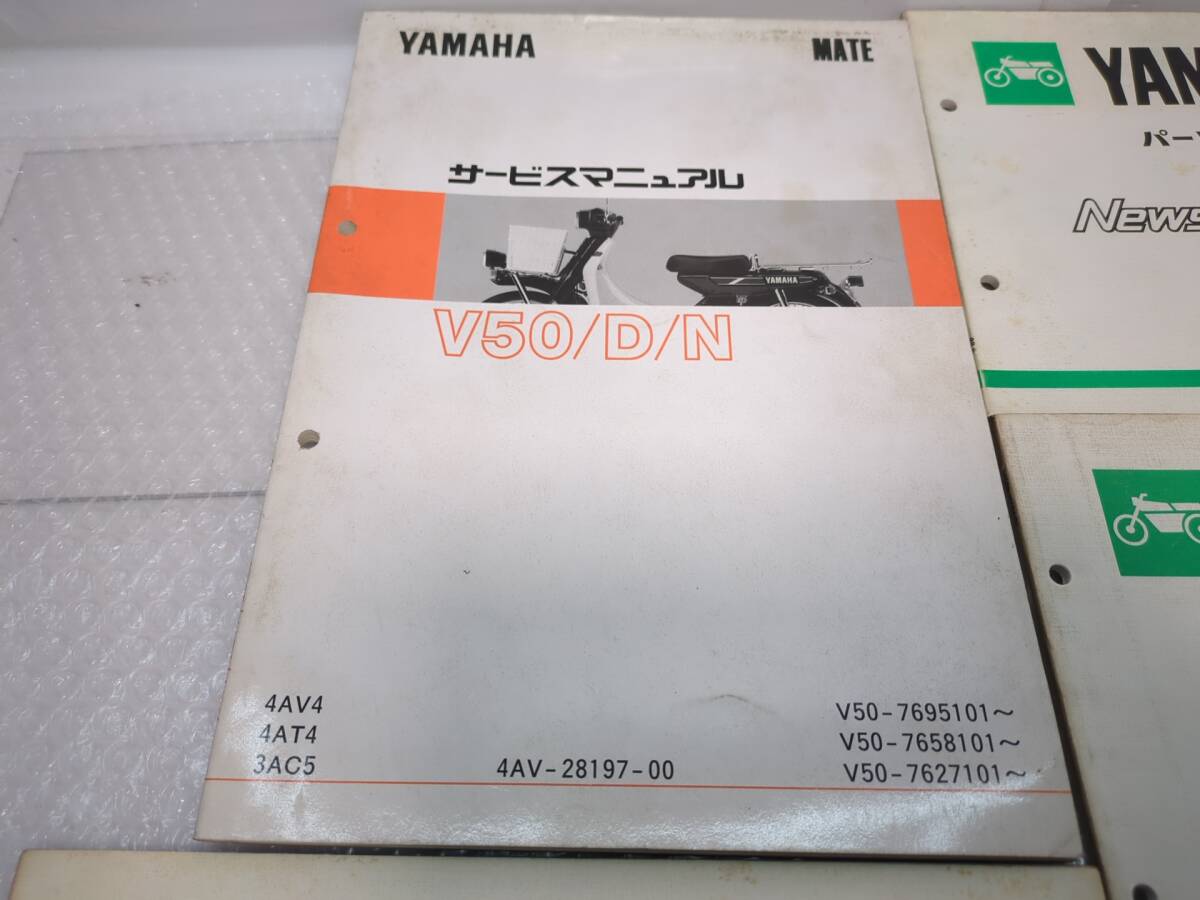 YAMAHA
MATE
サービスマニュアル
YAMAHA
V50/D/N
4AV4
4AT4
3AC5
4AV-28197-00
V50-7695101～
V50-7658101～
V50-7627101～
YAM
パー
News